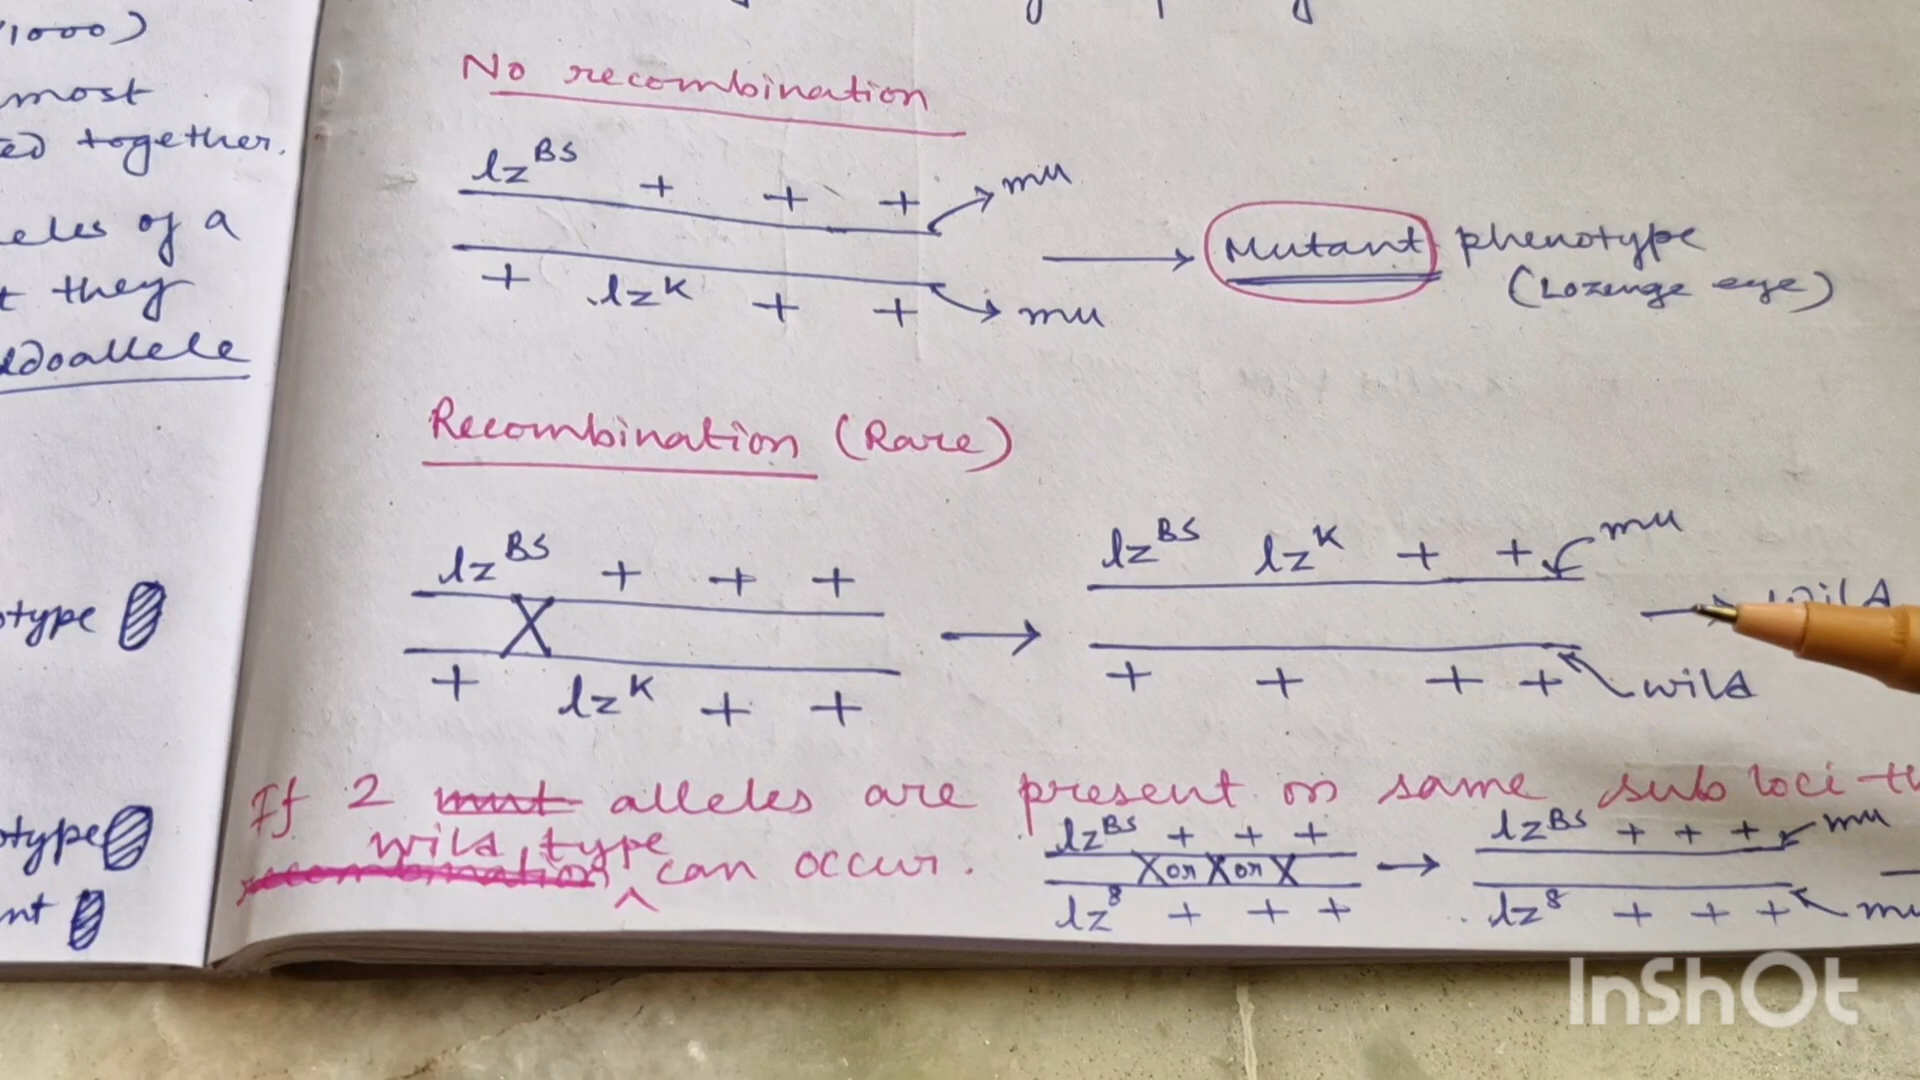 1000)
most
together.
of a
they
No recombination
lz^BS + + + mu
+ lz^K + + mu
Mutant phenotype
(Lozenge eye)
Recombination (Rare)
lz^BS + + +
+ lz^K + +
lz^BS lz^K + + mu
+ + + + wild
wild
type
type
If 2 mut alleles are present on same sub loci
wild type
recombination can occur.
lz^BS + + +
X or X or X
lz^8 + + +
lz^BS + + + mu
lz^8 + + +
InShOt